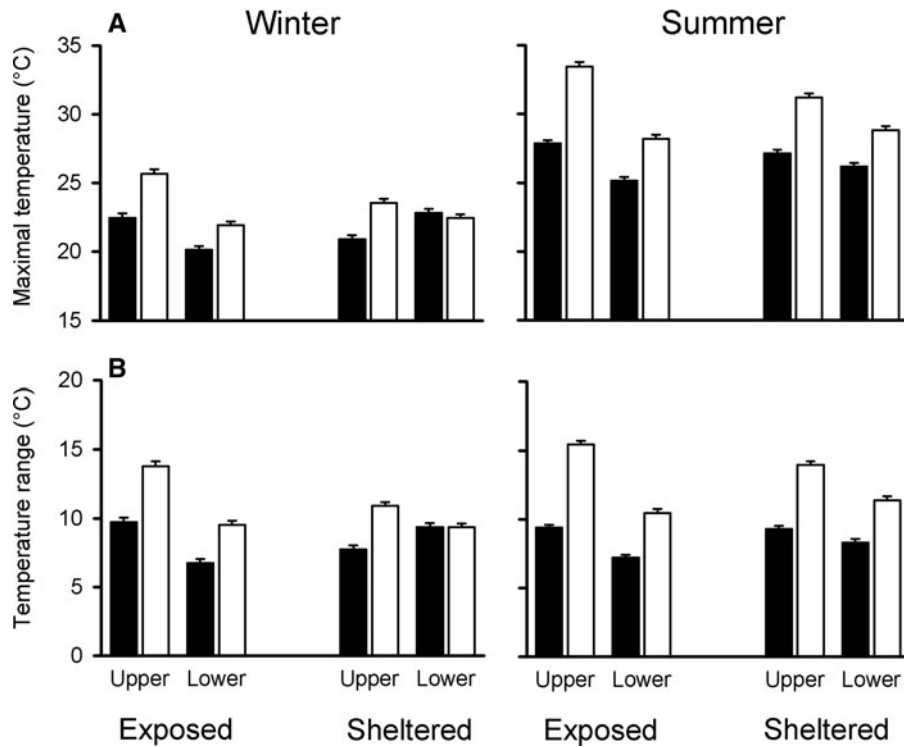 A
Winter
Summer
Maximal temperature (°C)
35
30
25
20
15
B
Temperature range (°C)
20
15
10
5
0
Upper Lower Upper Lower Upper Lower Upper Lower
Exposed Sheltered Exposed Sheltered